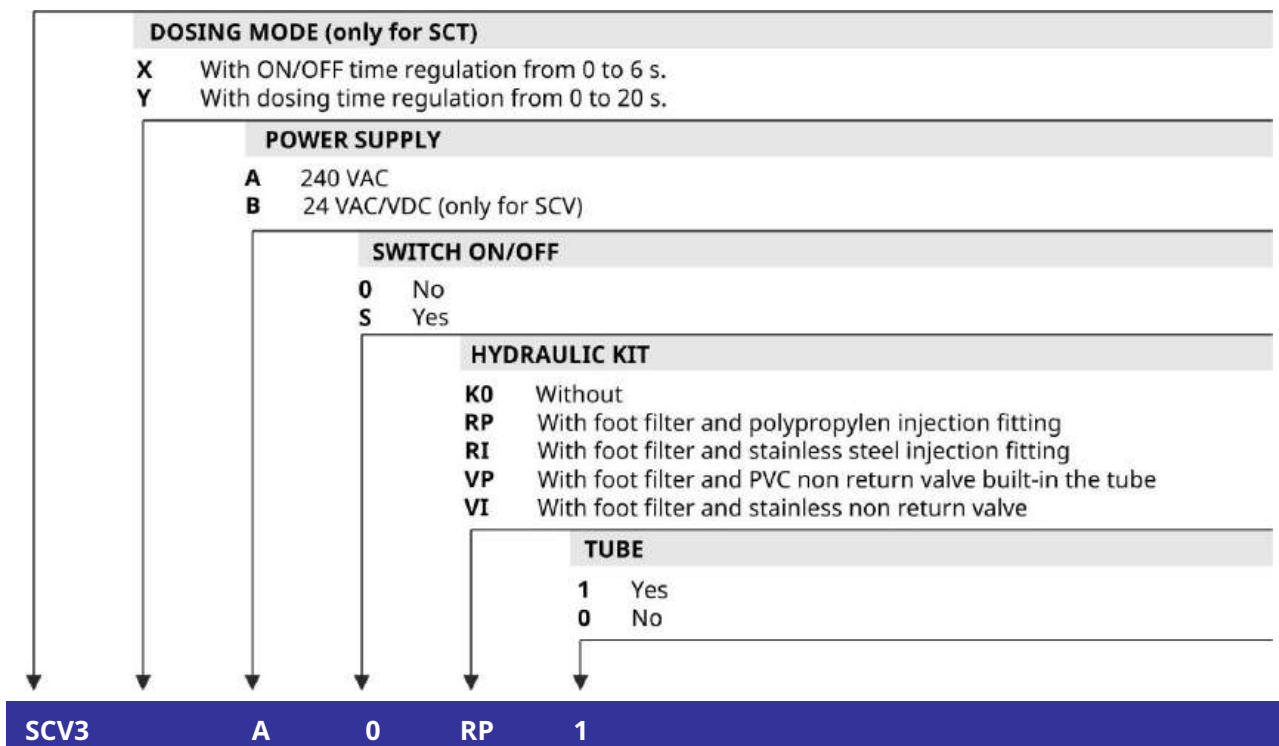 DOSING MODE (only for SCT)
X With ON/OFF time regulation from 0 to 6 s.
Y With dosing time regulation from 0 to 20 s.
POWER SUPPLY
A 240 VAC
B 24 VAC/VDC (only for SCV)
SWITCH ON/OFF
0 No
S Yes
HYDRAULIC KIT
K0 Without
RP With foot filter and polypropylen injection fitting
RI With foot filter and stainless steel injection fitting
VP With foot filter and PVC non return valve built-in the tube
VI With foot filter and stainless non return valve
TUBE
1 Yes
0 No
SCV3 A 0 RP 1